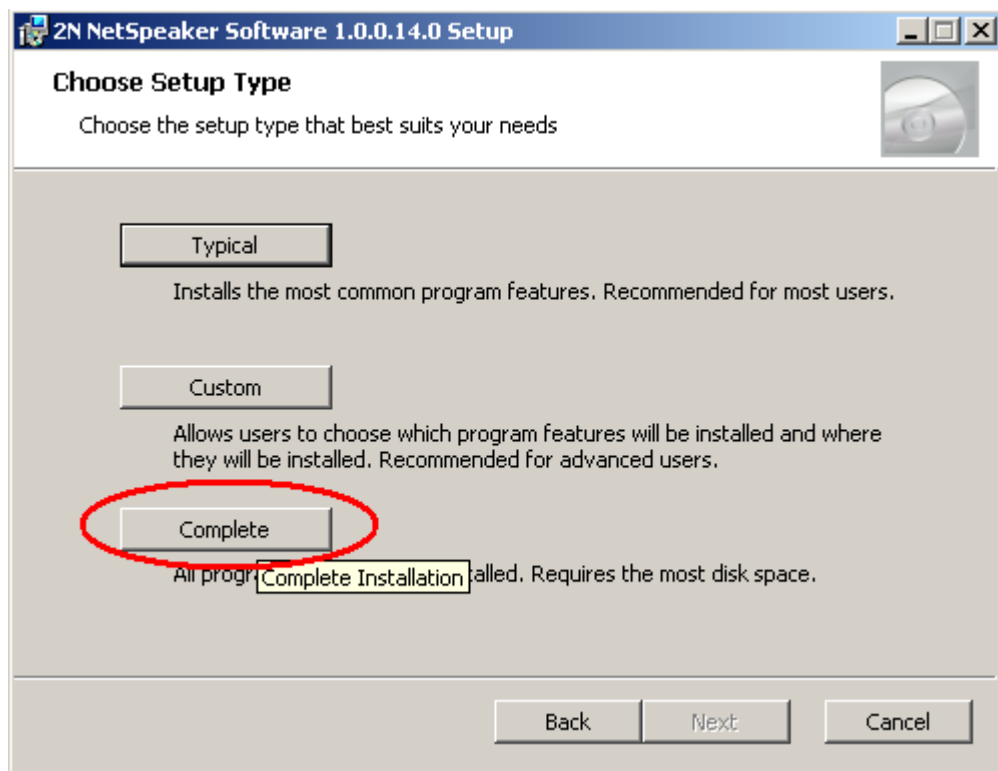 2N NetSpeaker Software 1.0.0.14.0 Setup
Choose Setup Type
Choose the setup type that best suits your needs
Typical
Installs the most common program features. Recommended for most users.
Custom
Allows users to choose which program features will be installed and where
they will be installed. Recommended for advanced users.
Complete
All Complete Installation Requires the most disk space.
Back Next Cancel